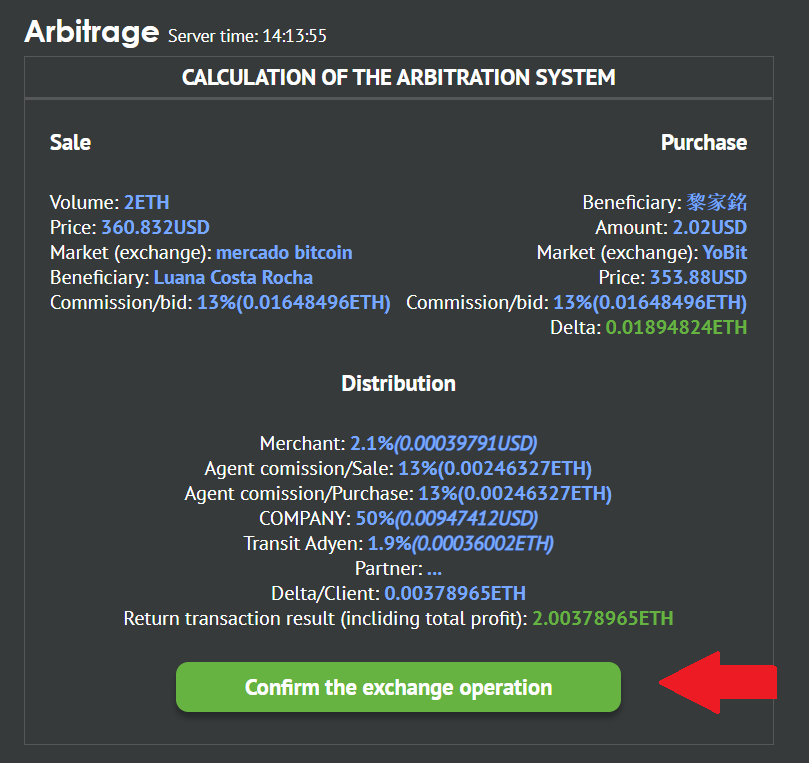 Arbitrage Server time: 14:13:55
CALCULATION OF THE ARBITRATION SYSTEM
Sale
Volume: 2ETH
Price: 360.832USD
Market (exchange): mercado bitcoin
Beneficiary: Luana Costa Rocha
Commission/bid: 13%(0.01648496ETH)
Purchase
Beneficiary: 黎家銘
Amount: 2.02USD
Market (exchange): YoBit
Price: 353.88USD
Commission/bid: 13%(0.01648496ETH)
Delta: 0.01894824ETH
Distribution
Merchant: 2.1%(0.00039791USD)
Agent comission/Sale: 13%(0.00246327ETH)
Agent comission/Purchase: 13%(0.00246327ETH)
COMPANY: 50%(0.00947412USD)
Transit Adyen: 1.9%(0.00036002ETH)
Partner: ...
Delta/Client: 0.00378965ETH
Return transaction result (including total profit): 2.00378965ETH
Confirm the exchange operation